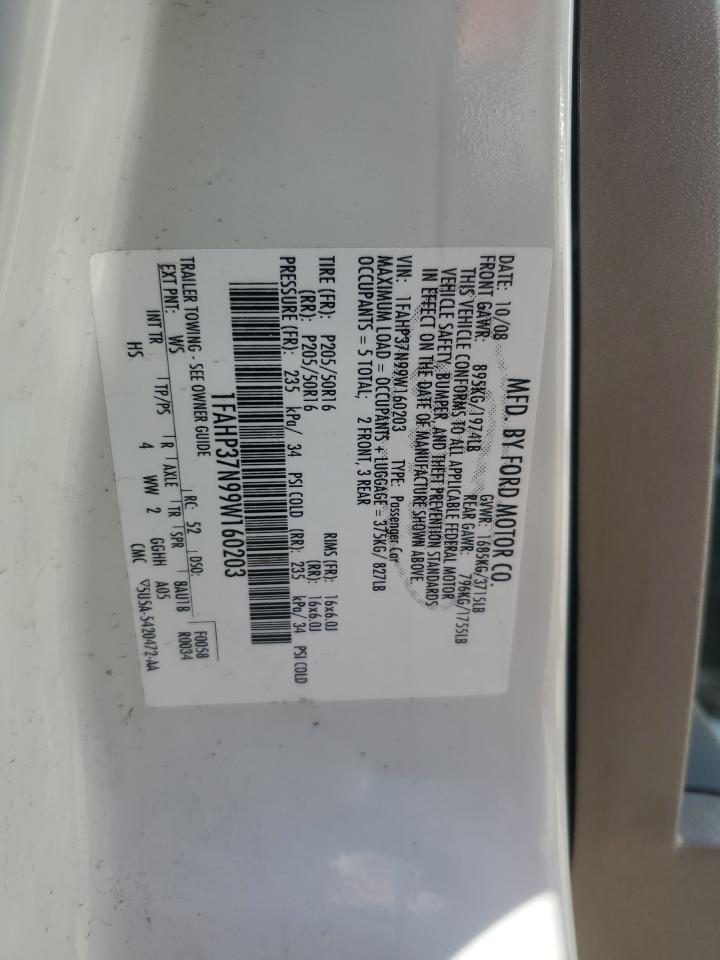 MFD. BY FORD MOTOR CO.
DATE: 10/08 GVWR: 1685KG/3715LB
FRONT GAWR: 895KG/1974LB REAR GAWR: 796KG/1755LB
THIS VEHICLE CONFORMS TO ALL APPLICABLE FEDERAL MOTOR
VEHICLE SAFETY, BUMPER, AND THEFT PREVENTION STANDARDS
IN EFFECT ON THE DATE OF MANUFACTURE SHOWN ABOVE.
VIN: 1FAHP37N99W160203 TYPE: Passenger Car
MAXIMUM LOAD = OCCUPANTS + LUGGAGE = 375KG/ 827LB
OCCUPANTS = 5 TOTAL; 2 FRONT, 3 REAR
TIRE (FR): P205/50R16 RIMS (FR): 16x6.0J
(RR): P205/50R16 (RR): 16x6.0J
PRESSURE (FR): 235 kPa/ 34 PSI COLD (RR): 235 kPa/ 34 PSI COLD
1FAHP37N99W160203
TRAILER TOWING - SEE OWNER GUIDE F0058
EXT PNT: WS RC: 52 DSO: R0034
INT TR TP/PS R AXLE TR SPR 8AU1B
HS 4 WW 2 GGHH A05
CMC ▽5U5A-5420472-AA